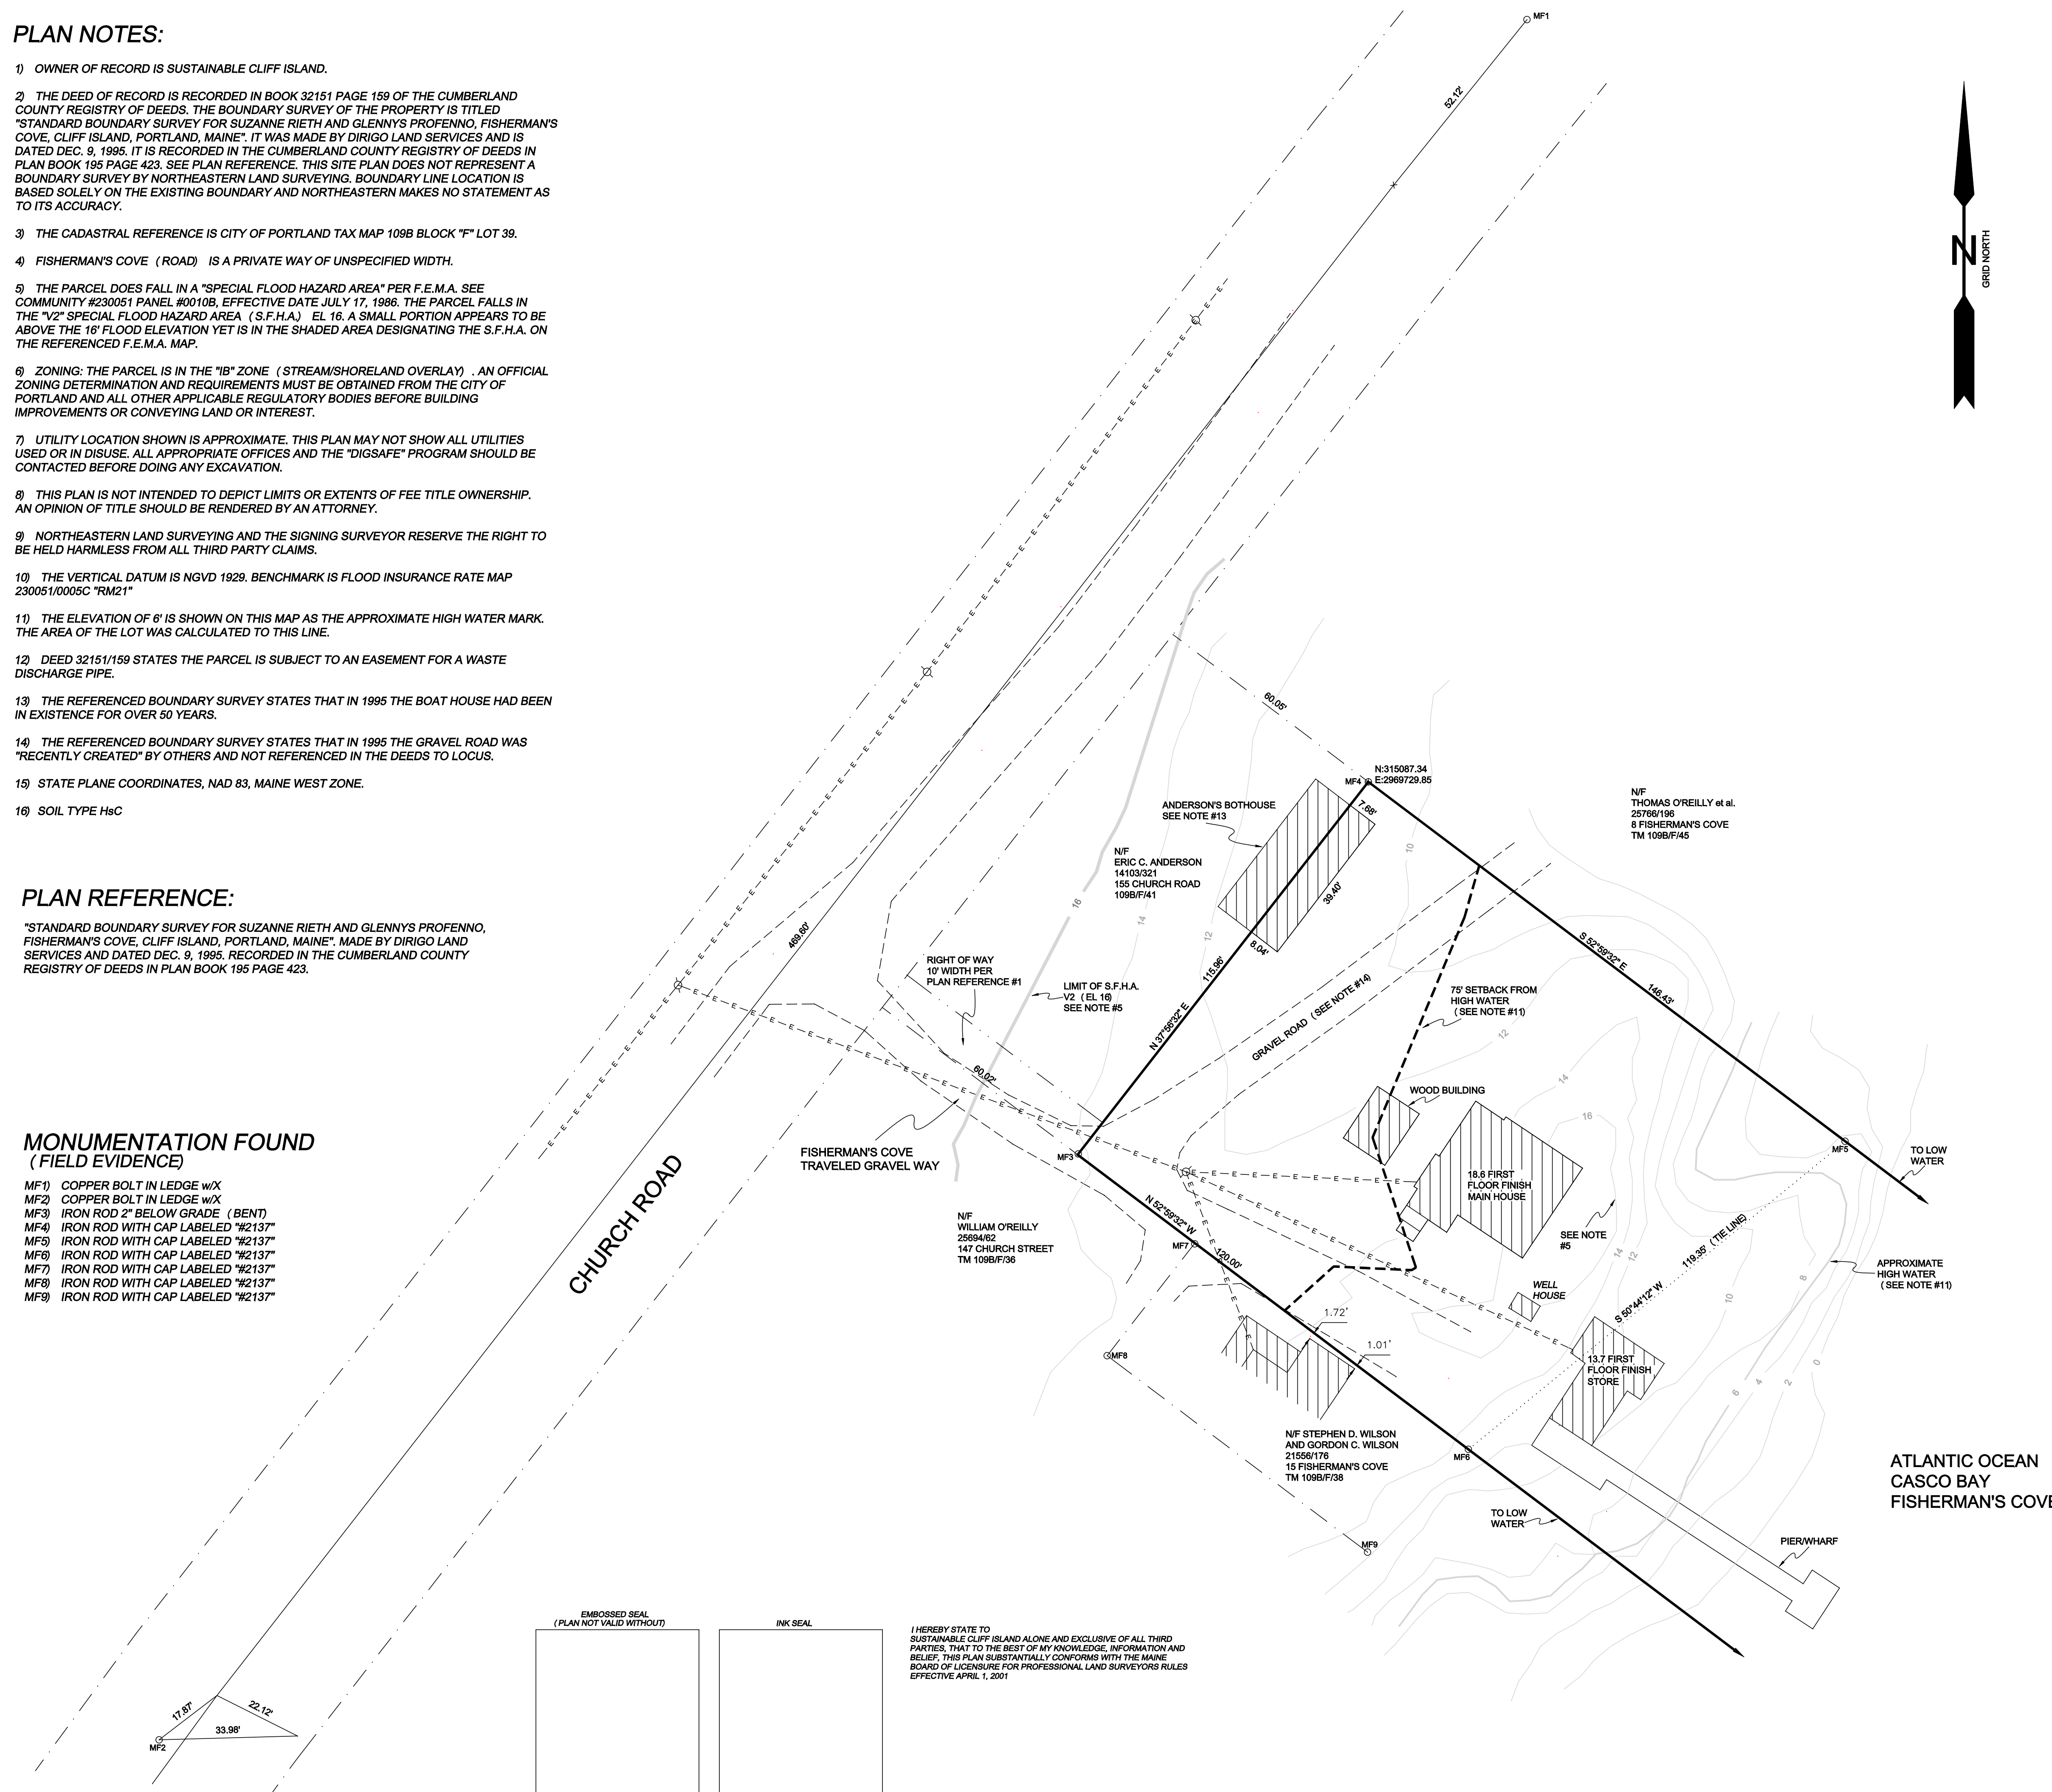 PLAN NOTES:
1) OWNER OF RECORD IS SUSTAINABLE CLIFF ISLAND.
2) THE DEED OF RECORD IS RECORDED IN BOOK 32151 PAGE 159 OF THE CUMBERLAND
COUNTY REGISTRY OF DEEDS. THE BOUNDARY SURVEY OF THE PROPERTY IS TITLED
"STANDARD BOUNDARY SURVEY FOR SUZANNE RIETH AND GLENNYS PROFENNO, FISHERMAN'S
COVE, CLIFF ISLAND, PORTLAND, MAINE". IT WAS MADE BY DIRIGO LAND SERVICES AND IS
DATED DEC. 9, 1995. IT IS RECORDED IN THE CUMBERLAND COUNTY REGISTRY OF DEEDS IN
PLAN BOOK 195 PAGE 423. SEE PLAN REFERENCE. THIS SITE PLAN DOES NOT REPRESENT A
BOUNDARY SURVEY BY NORTHEASTERN LAND SURVEYING. BOUNDARY LINE LOCATION IS
BASED SOLELY ON THE EXISTING BOUNDARY AND NORTHEASTERN MAKES NO STATEMENT AS
TO ITS ACCURACY.
3) THE CADASTRAL REFERENCE IS CITY OF PORTLAND TAX MAP 109B BLOCK "F" LOT 39.
4) FISHERMAN'S COVE (ROAD) IS A PRIVATE WAY OF UNSPECIFIED WIDTH.
5) THE PARCEL DOES FALL IN A "SPECIAL FLOOD HAZARD AREA" PER F.E.M.A. SEE
COMMUNITY #230051 PANEL #0010B, EFFECTIVE DATE JULY 17, 1986. THE PARCEL FALLS IN
THE "V2" SPECIAL FLOOD HAZARD AREA (S.F.H.A.) EL 16. A SMALL PORTION APPEARS TO BE
ABOVE THE 16' FLOOD ELEVATION YET IS IN THE SHADED AREA DESIGNATING THE S.F.H.A. ON
THE REFERENCED F.E.M.A. MAP.
6) ZONING: THE PARCEL IS IN THE "IB" ZONE (STREAM/SHORELAND OVERLAY) . AN OFFICIAL
ZONING DETERMINATION AND REQUIREMENTS MUST BE OBTAINED FROM THE CITY OF
PORTLAND AND ALL OTHER APPLICABLE REGULATORY BODIES BEFORE BUILDING
IMPROVEMENTS OR CONVEYING LAND OR INTEREST.
7) UTILITY LOCATION SHOWN IS APPROXIMATE. THIS PLAN MAY NOT SHOW ALL UTILITIES
USED OR IN DISUSE. ALL APPROPRIATE OFFICES AND THE "DIGSAFE" PROGRAM SHOULD BE
CONTACTED BEFORE DOING ANY EXCAVATION.
8) THIS PLAN IS NOT INTENDED TO DEPICT LIMITS OR EXTENTS OF FEE TITLE OWNERSHIP.
AN OPINION OF TITLE SHOULD BE RENDERED BY AN ATTORNEY.
9) NORTHEASTERN LAND SURVEYING AND THE SIGNING SURVEYOR RESERVE THE RIGHT TO
BE HELD HARMLESS FROM ALL THIRD PARTY CLAIMS.
10) THE VERTICAL DATUM IS NGVD 1929. BENCHMARK IS FLOOD INSURANCE RATE MAP
230051/0005C "RM21"
11) THE ELEVATION OF 6' IS SHOWN ON THIS MAP AS THE APPROXIMATE HIGH WATER MARK.
THE AREA OF THE LOT WAS CALCULATED TO THIS LINE.
12) DEED 32151/159 STATES THE PARCEL IS SUBJECT TO AN EASEMENT FOR A WASTE
DISCHARGE PIPE.
13) THE REFERENCED BOUNDARY SURVEY STATES THAT IN 1995 THE BOAT HOUSE HAD BEEN
IN EXISTENCE FOR OVER 50 YEARS.
14) THE REFERENCED BOUNDARY SURVEY STATES THAT IN 1995 THE GRAVEL ROAD WAS
"RECENTLY CREATED" BY OTHERS AND NOT REFERENCED IN THE DEEDS TO LOCUS.
15) STATE PLANE COORDINATES, NAD 83, MAINE WEST ZONE.
16) SOIL TYPE HsC
PLAN REFERENCE:
"STANDARD BOUNDARY SURVEY FOR SUZANNE RIETH AND GLENNYS PROFENNO,
FISHERMAN'S COVE, CLIFF ISLAND, PORTLAND, MAINE". MADE BY DIRIGO LAND
SERVICES AND DATED DEC. 9, 1995. RECORDED IN THE CUMBERLAND COUNTY
REGISTRY OF DEEDS IN PLAN BOOK 195 PAGE 423.
MONUMENTATION FOUND
(FIELD EVIDENCE)
MF1) COPPER BOLT IN LEDGE w/X
MF2) COPPER BOLT IN LEDGE w/X
MF3) IRON ROD 2" BELOW GRADE (BENT)
MF4) IRON ROD WITH CAP LABELED "#2137"
MF5) IRON ROD WITH CAP LABELED "#2137"
MF6) IRON ROD WITH CAP LABELED "#2137"
MF7) IRON ROD WITH CAP LABELED "#2137"
MF8) IRON ROD WITH CAP LABELED "#2137"
MF9) IRON ROD WITH CAP LABELED "#2137"
MF1
52.12'
N
GRID NORTH
60.05'
N:315087.34
MF4 E:2969729.85
7.68'
ANDERSON'S BOTHOUSE
SEE NOTE #13
N/F
THOMAS O'REILLY et al.
25766/196
8 FISHERMAN'S COVE
TM 109B/F/45
N/F
ERIC C. ANDERSON
14103/321
155 CHURCH ROAD
109B/F/41
10
16
14
12
39.40'
8.04'
469.60'
115.96'
N 37°56'32" E
S 52°59'32" E
146.43'
RIGHT OF WAY
10' WIDTH PER
PLAN REFERENCE #1
LIMIT OF S.F.H.A.
V2 (EL 16)
SEE NOTE #5
GRAVEL ROAD (SEE NOTE #14)
75' SETBACK FROM
HIGH WATER
(SEE NOTE #11)
12
14
16
60.02'
WOOD BUILDING
FISHERMAN'S COVE
TRAVELED GRAVEL WAY
MF3
MF5
TO LOW
WATER
18.6 FIRST
FLOOR FINISH
MAIN HOUSE
CHURCH ROAD
N/F
WILLIAM O'REILLY
25694/62
147 CHURCH STREET
TM 109B/F/36
N 52°59'32" W
MF7
120.00'
SEE NOTE
#5
14
12
119.35' (TIE LINE)
S 50°44'12" W
APPROXIMATE
HIGH WATER
(SEE NOTE #11)
8
10
WELL
HOUSE
1.72'
1.01'
MF8
13.7 FIRST
FLOOR FINISH
STORE
6
4
2
0
N/F STEPHEN D. WILSON
AND GORDON C. WILSON
21556/176
15 FISHERMAN'S COVE
TM 109B/F/38
MF6
ATLANTIC OCEAN
CASCO BAY
FISHERMAN'S COVE
TO LOW
WATER
MF9
PIER/WHARF
EMBOSSED SEAL
(PLAN NOT VALID WITHOUT)
INK SEAL
I HEREBY STATE TO
SUSTAINABLE CLIFF ISLAND ALONE AND EXCLUSIVE OF ALL THIRD
PARTIES, THAT TO THE BEST OF MY KNOWLEDGE, INFORMATION AND
BELIEF, THIS PLAN SUBSTANTIALLY CONFORMS WITH THE MAINE
BOARD OF LICENSURE FOR PROFESSIONAL LAND SURVEYORS RULES
EFFECTIVE APRIL 1, 2001
17.87'
22.12'
33.98'
MF2